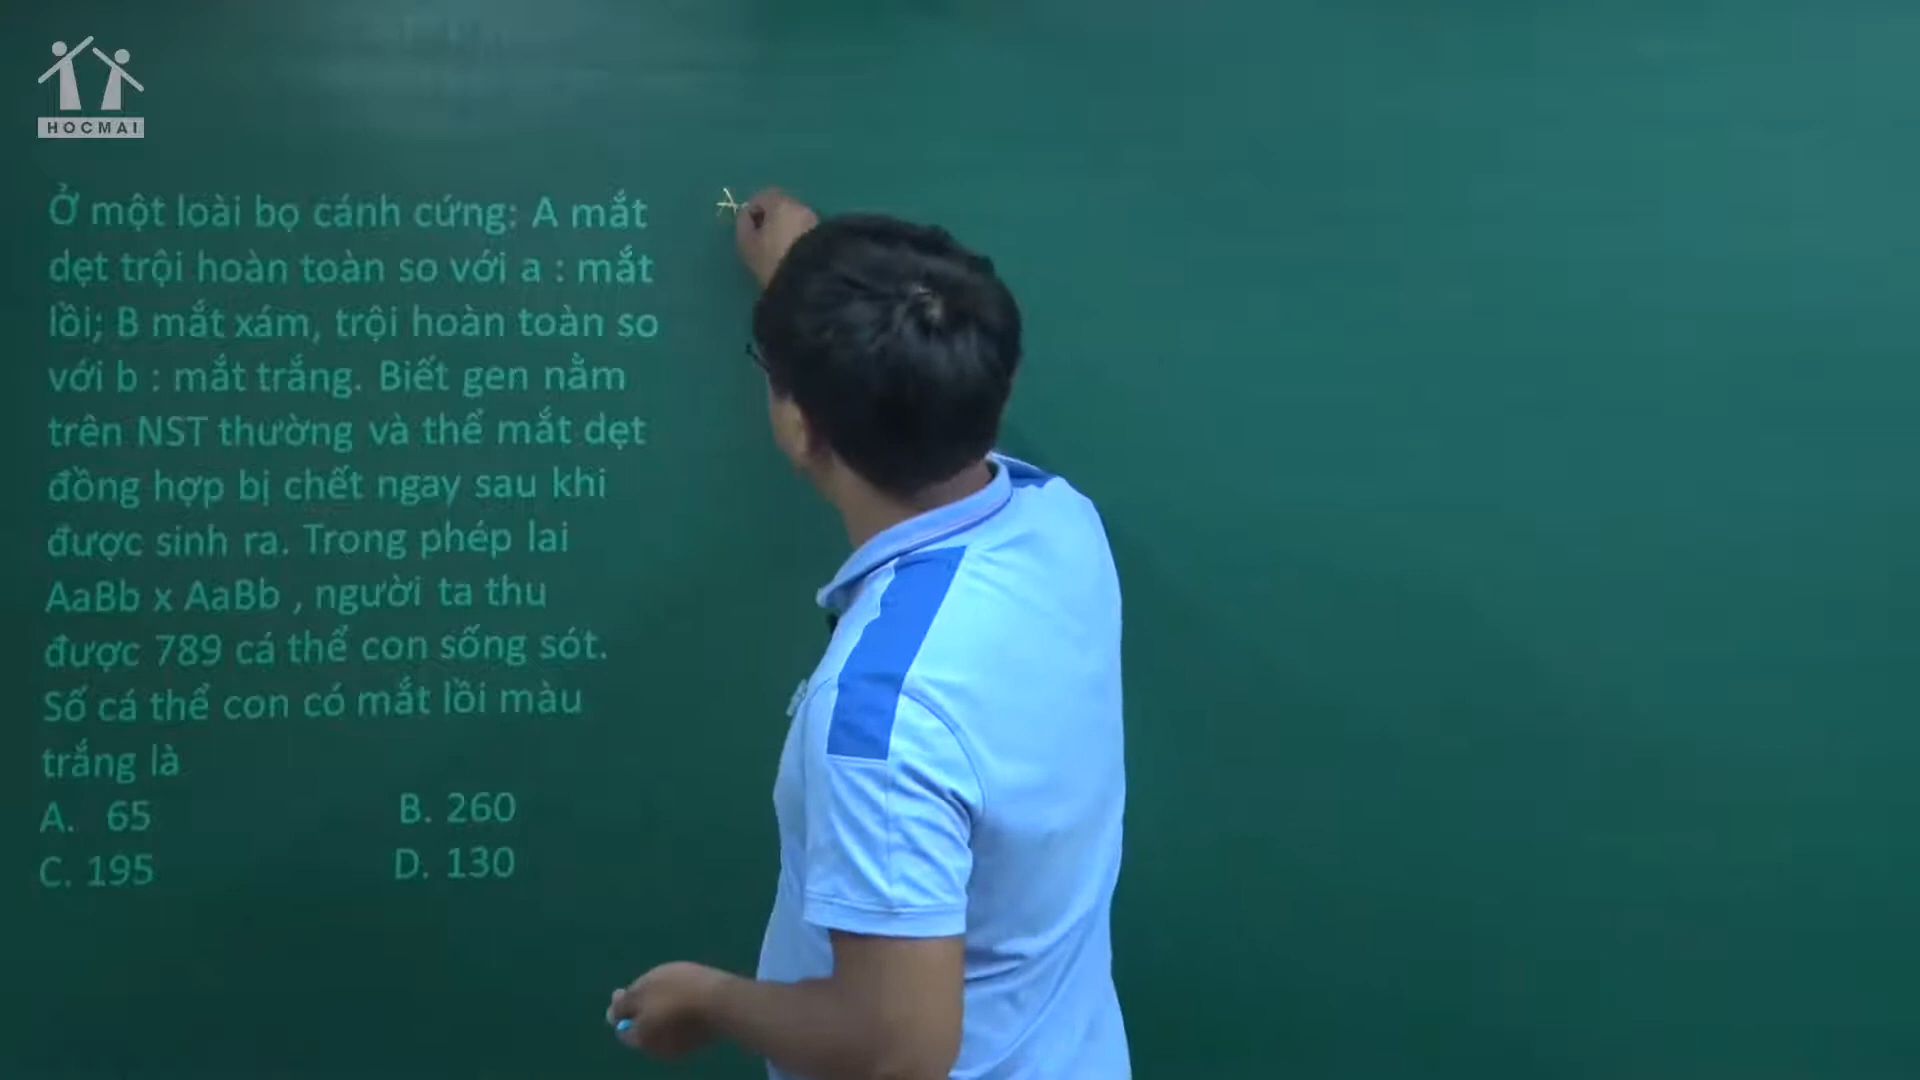 HOCMAI
Ở một loài bọ cánh cứng: A mắt
dẹt trội hoàn toàn so với a : mắt
lồi; B mắt xám, trội hoàn toàn so
với b : mắt trắng. Biết gen nằm
trên NST thường và thể mắt dẹt
đồng hợp bị chết ngay sau khi
được sinh ra. Trong phép lai
AaBb x AaBb , người ta thu
được 789 cá thể con sống sót.
Số cá thể con có mắt lồi màu
trắng là
A. 65 B. 260
C. 195 D. 130